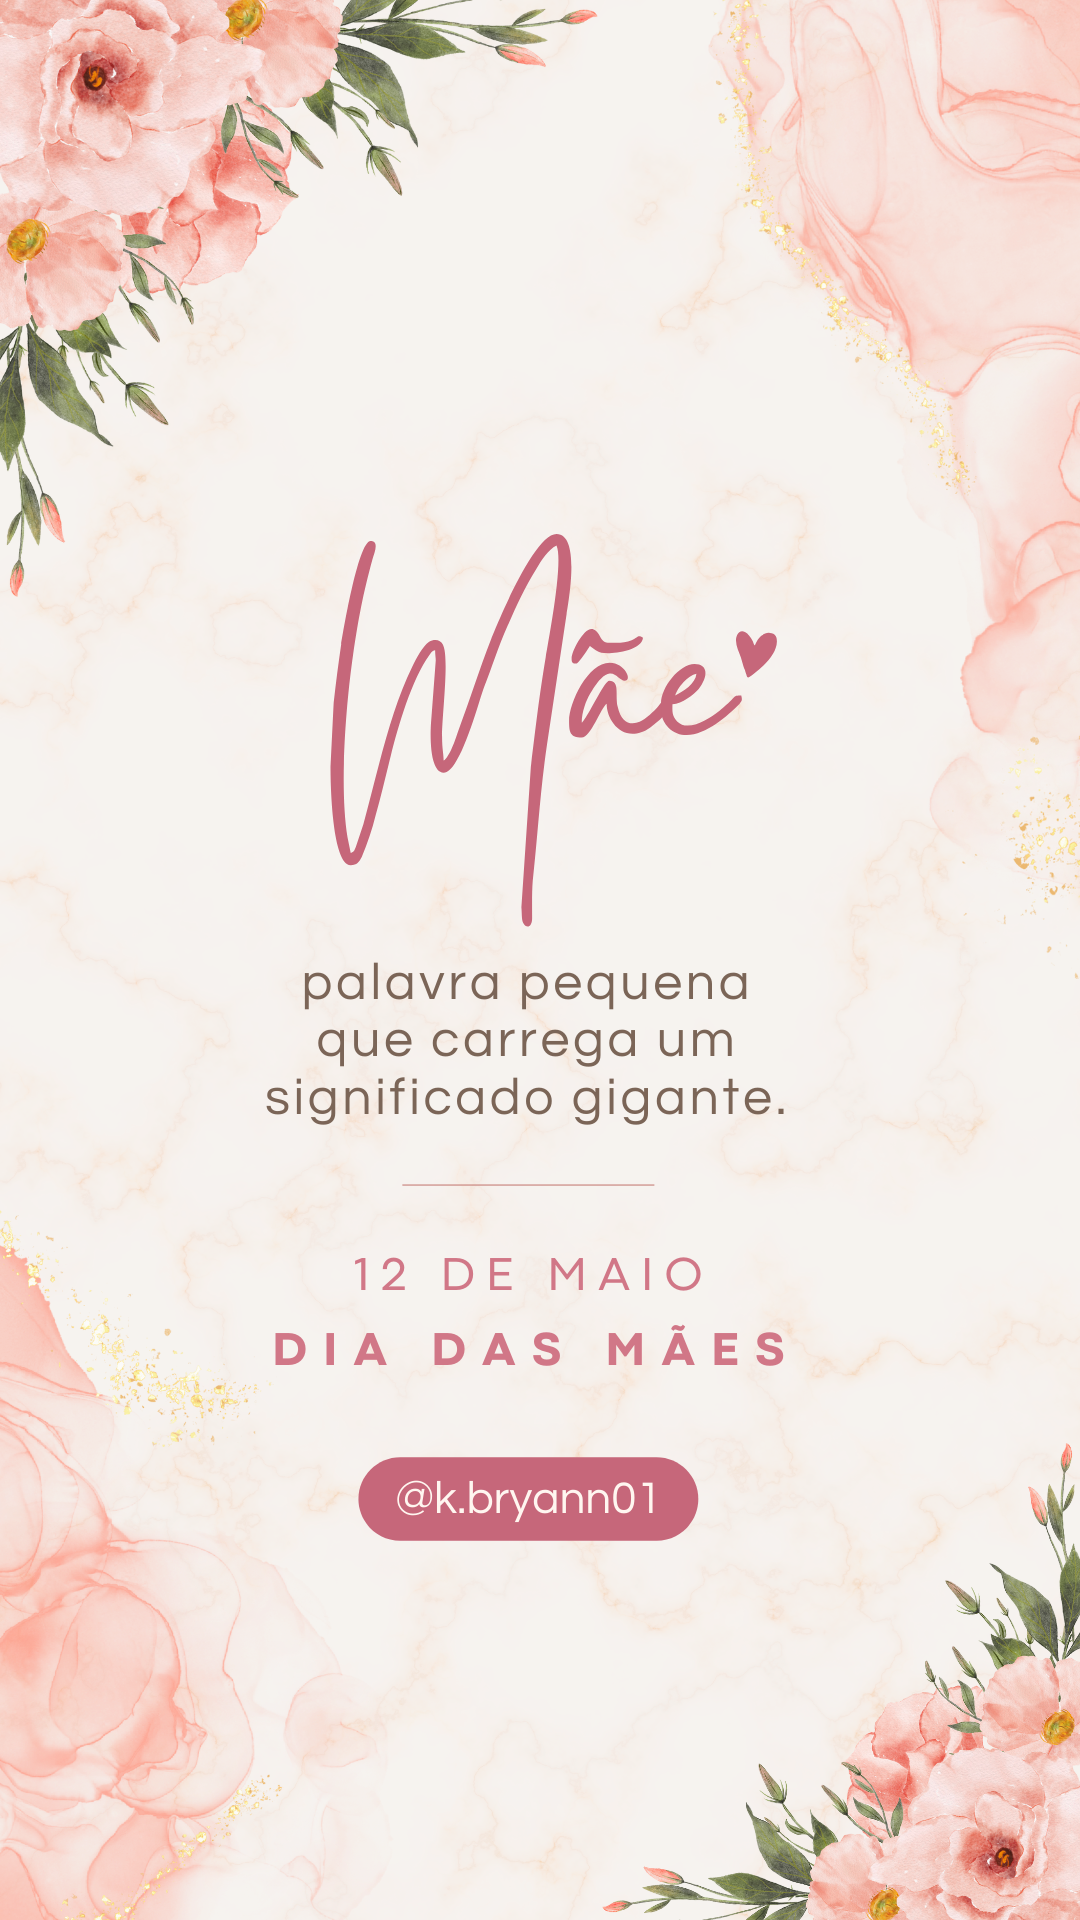 Mãe
palavra pequena
que carrega um
significado gigante.
12 DE MAIO
DIA DAS MÃES
@k.bryann01